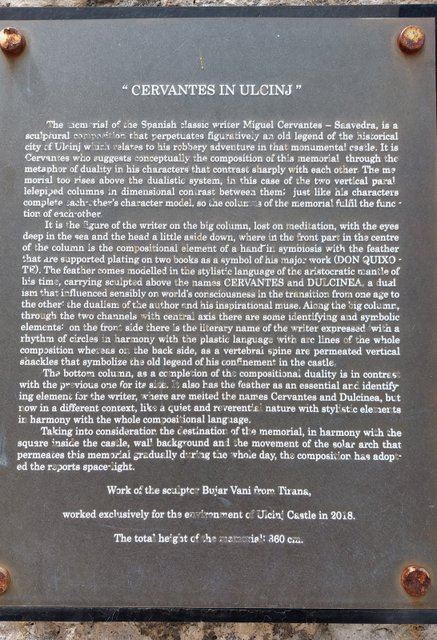 “ CERVANTES IN ULCINJ ”
The memorial of the Spanish classic writer Miguel Cervantes – Saavedra, is a
sculptural composition that perpetuates figuratively an old legend of the historical
city of Ulcinj which relates to his robbery adventure in that monumental castle. It is
Cervantes who suggests conceptually the composition of this memorial through the
metaphor of duality in his characters that contrast sharply with each other. The me
morial too rises above the dualistic system, in this case of the two vertical paral
lelepiped columns in dimensional contrast between them: just like his characters
complete each-other's character model, so the columns of the memorial fulfil the func -
tion of each-other.
It is the figure of the writer on the big column, lost on meditation, with the eyes
deep in the sea and the head a little aside down, where in the front part in the centre
of the column is the compositional element of a hand in symbiosis with the feather
that are supported plating on two books as a symbol of his major work (DON QUIXO -
TE). The feather comes modelled in the stylistic language of the aristocratic mantle of
his time, carrying sculpted above the names CERVANTES and DULCINEA, a dual
ism that influenced sensibly on world's consciousness in the transition from one age to
the other: the dualism of the author and his inspirational muse. Along the big column,
through the two channels with central axis there are some identifying and symbolic
elements: on the front side there is the literary name of the writer expressed with a
rhythm of circles in harmony with the plastic language with arc lines of the whole
composition whereas on the back side, as a vertebral spine are permeated vertical
shackles that symbolize the old legend of his confinement in the castle.
The bottom column, as a completion of the compositional duality is in contrast
with the previous one for its size. It also has the feather as an essential and identify-
ing element for the writer, where are meited the names Cervantes and Dulcinea, but
now in a different context, like a quiet and reverential nature with stylistic elements
in harmony with the whole compositional language.
Taking into consideration the destination of the memorial, in harmony with the
square inside the castle, wall background and the movement of the solar arch that
permeates this memorial gradually during the whole day, the composition has adopt-
ed the raports space-light.
Work of the sculptor Bujar Vani from Tirana,
worked exclusively for the environment of Ulcinj Castle in 2018.
The total height of the memorial: 360 cm.